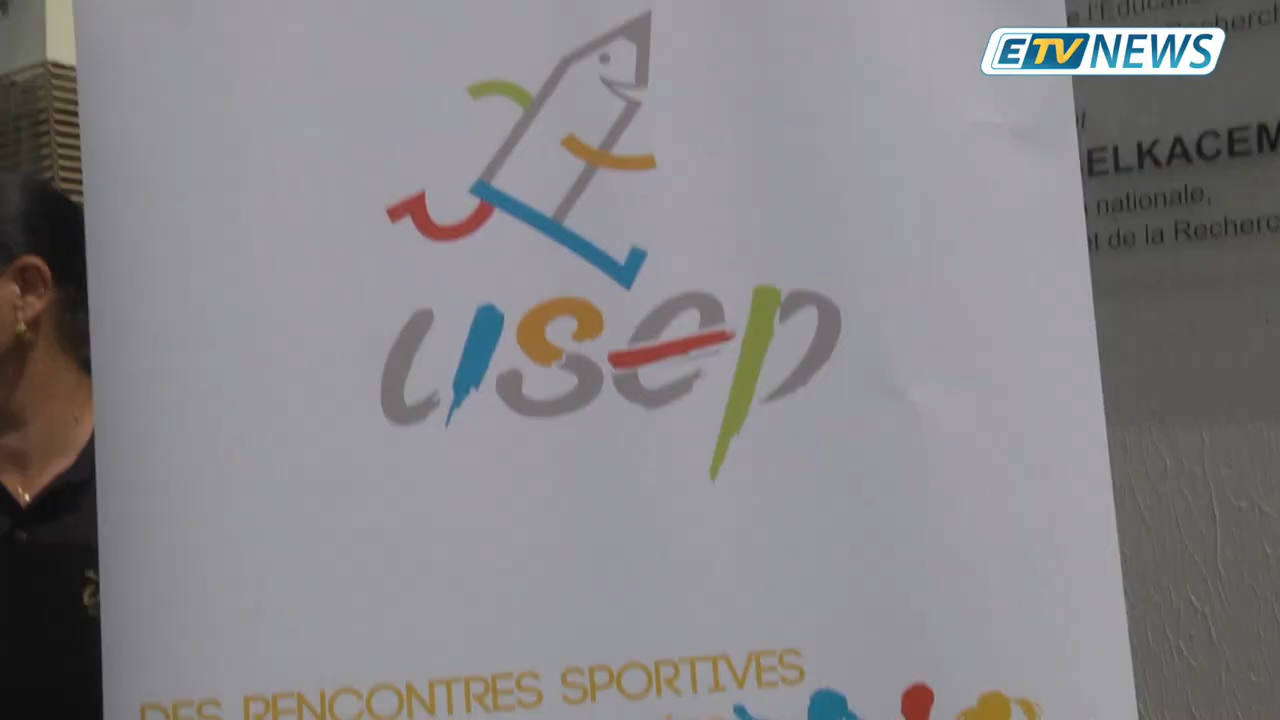 ETV NEWS
usep
DES RENCONTRES SPORTIVES
ELKACEM
nationale,
de la Recherc